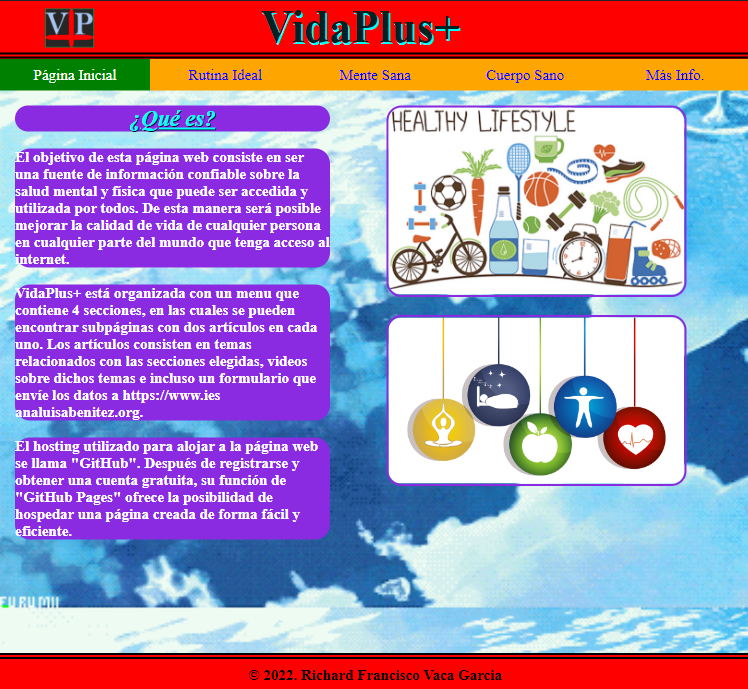 VP
VidaPlus+
Página Inicial Rutina Ideal Mente Sana Cuerpo Sano Más Info.
¿Qué es?
El objetivo de esta página web consiste en ser
una fuente de información confiable sobre la
salud mental y física que puede ser accedida y
utilizada por todos. De esta manera será posible
mejorar la calidad de vida de cualquier persona
en cualquier parte del mundo que tenga acceso al
internet.
VidaPlus+ está organizada con un menu que
contiene 4 secciones, en las cuales se pueden
encontrar subpáginas con dos artículos en cada
uno. Los artículos consisten en temas
relacionados con las secciones elegidas, videos
sobre dichos temas e incluso un formulario que
envíe los datos a https://www.ies
analuisabenitez.org.
El hosting utilizado para alojar a la página web
se llama "GitHub". Después de registrarse y
obtener una cuenta gratuita, su función de
"GitHub Pages" ofrece la posibilidad de
hospedar una página creada de forma fácil y
eficiente.
HEALTHY LIFESTYLE
© 2022. Richard Francisco Vaca Garcia